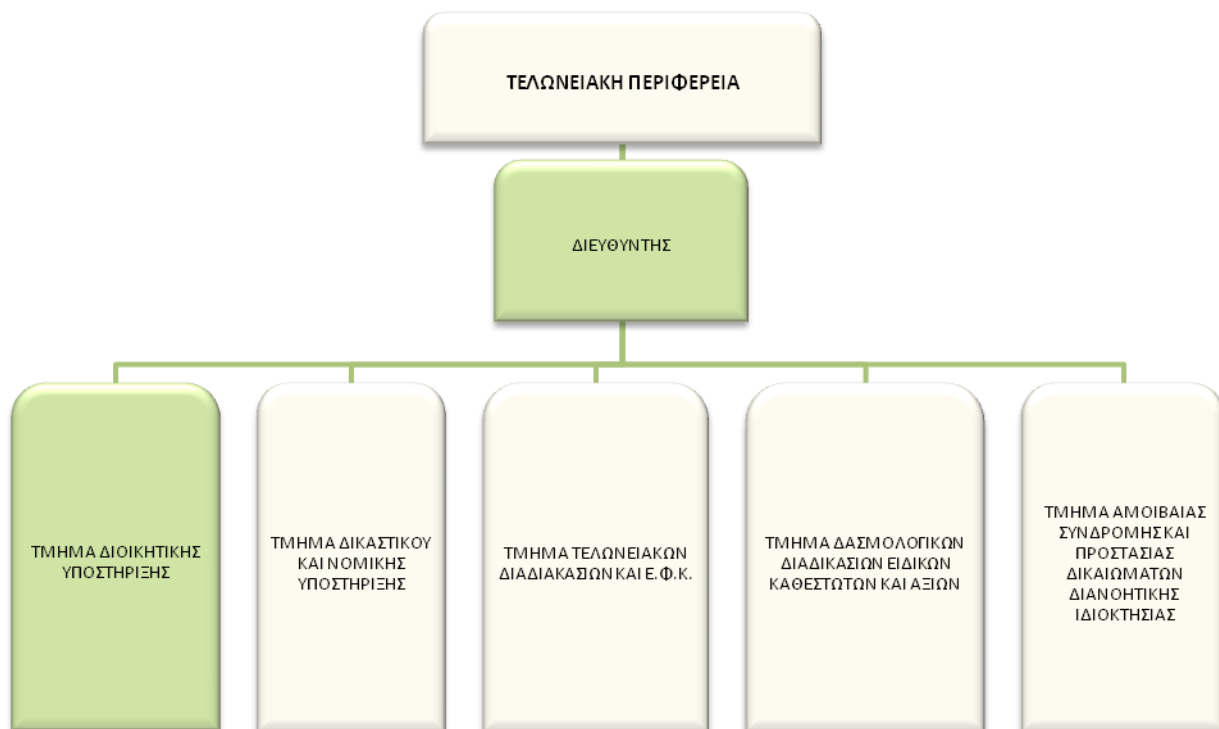 ΤΕΛΩΝΕΙΑΚΗ ΠΕΡΙΦΕΡΕΙΑ
ΔΙΕΥΘΥΝΤΗΣ
ΤΜΗΜΑ ΔΙΟΙΚΗΤΙΚΗΣ
ΥΠΟΣΤΗΡΙΞΗΣ
ΤΜΗΜΑ ΔΙΚΑΣΤΙΚΟΥ
ΚΑΙ ΝΟΜΙΚΗΣ
ΥΠΟΣΤΗΡΙΞΗΣ
ΤΜΗΜΑ ΤΕΛΩΝΕΙΑΚΩΝ
ΔΙΑΔΙΑΚΑΣΙΩΝ ΚΑΙ Ε.Φ.Κ.
ΤΜΗΜΑ ΔΑΣΜΟΛΟΓΙΚΩΝ
ΔΙΑΔΙΚΑΣΙΩΝ ΕΙΔΙΚΩΝ
ΚΑΘΕΣΤΩΤΩΝ ΚΑΙ ΑΞΙΩΝ
ΤΜΗΜΑ ΑΜΟΙΒΑΙΑΣ
ΣΥΝΔΡΟΜΗΣ ΚΑΙ
ΠΡΟΣΤΑΣΙΑΣ
ΔΙΚΑΙΩΜΑΤΩΝ
ΔΙΑΝΟΗΤΙΚΗΣ
ΙΔΙΟΚΤΗΣΙΑΣ